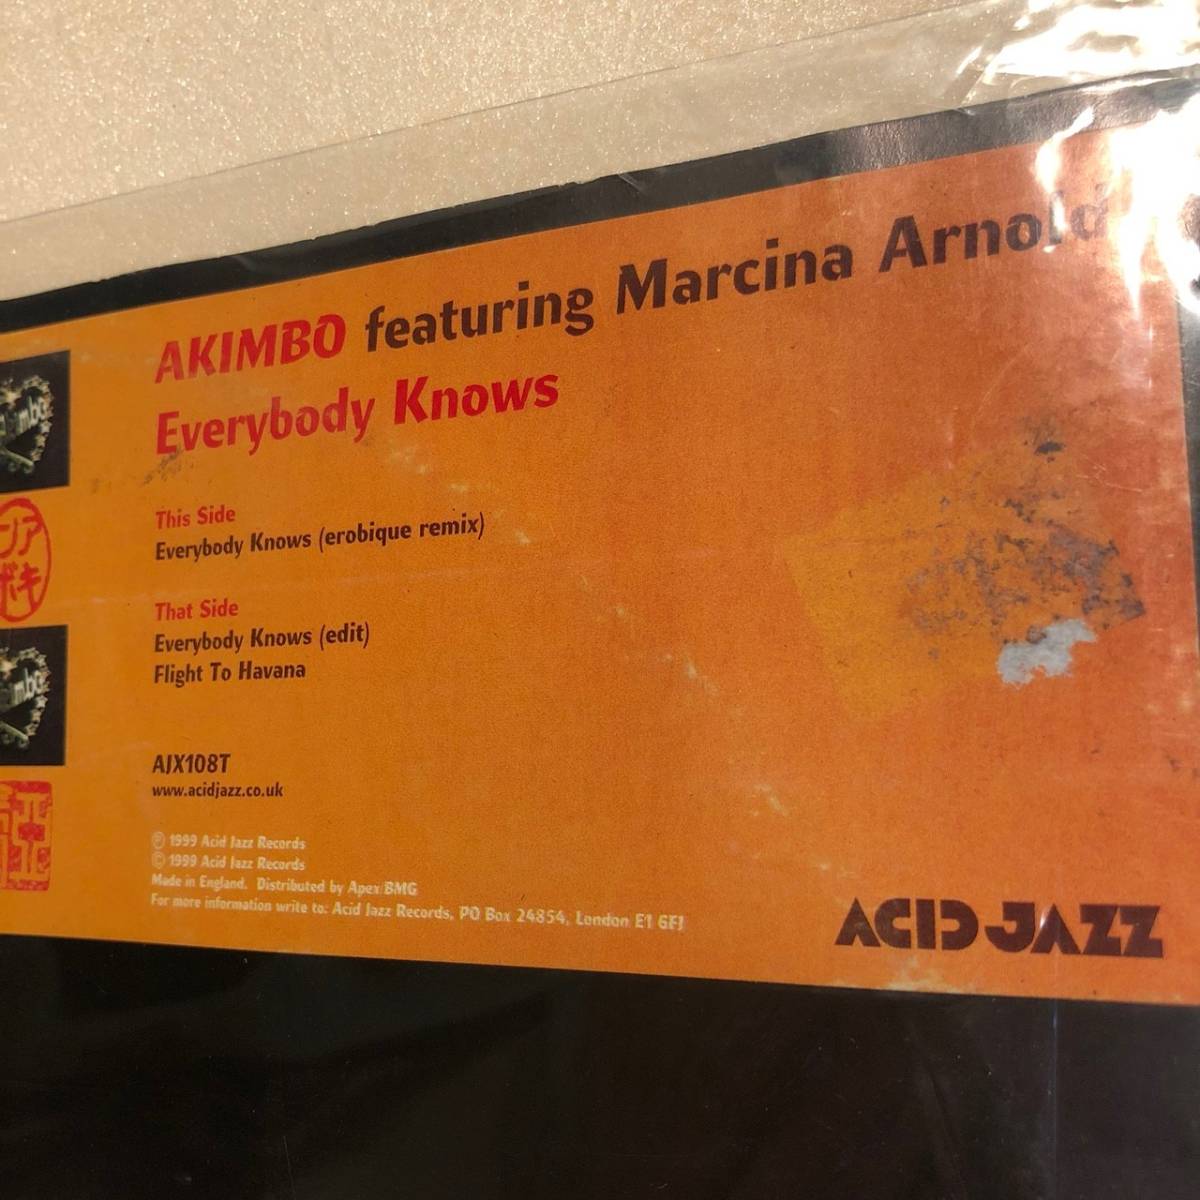 AKIMBO featuring Marcina Arnold
Everybody Knows
This Side
Everybody Knows (erobique remix)
That Side
Everybody Knows (edit)
Flight To Havana
AJX108T
www.acidjazz.co.uk
℗ 1999 Acid Jazz Records
© 1999 Acid Jazz Records
Made in England. Distributed by Apex/BMG
For more information write to: Acid Jazz Records, PO Box 24854, London E1 6FJ
ACID JAZZ